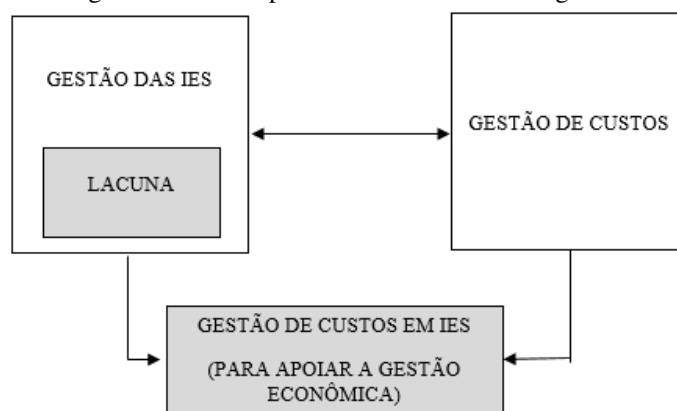 GESTÃO DAS IES
LACUNA
GESTÃO DE CUSTOS
GESTÃO DE CUSTOS EM IES
(PARA APOIAR A GESTÃO
ECONÔMICA)